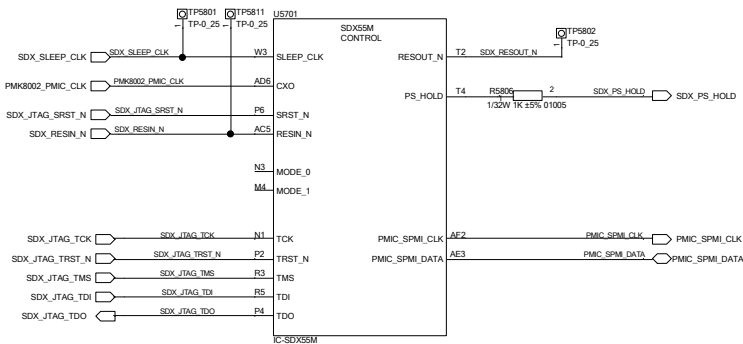 TP5801 TP5811 U5701
TP-0_25 TP-0_25
1 1
SDX55M
CONTROL
TP5802
TP-0_25
1
SDX_SLEEP_CLK SDX_SLEEP_CLK W3 SLEEP_CLK
RESOUT_N T2 SDX_RESOUT_N
PMK8002_PMIC_CLK PMK8002_PMIC_CLK AD6 CXO
PS_HOLD T4 R5806 2 SDX_PS_HOLD SDX_PS_HOLD
1/32W 1K ±5% 01005
SDX_JTAG_SRST_N SDX_JTAG_SRST_N P6 SRST_N
SDX_RESIN_N SDX_RESIN_N AC5 RESIN_N
N3 MODE_0
M4 MODE_1
SDX_JTAG_TCK SDX_JTAG_TCK N1 TCK
PMIC_SPMI_CLK AF2 PMIC_SPMI_CLK PMIC_SPMI_CLK
SDX_JTAG_TRST_N SDX_JTAG_TRST_N P2 TRST_N
PMIC_SPMI_DATA AE3 PMIC_SPMI_DATA PMIC_SPMI_DATA
SDX_JTAG_TMS SDX_JTAG_TMS R3 TMS
SDX_JTAG_TDI SDX_JTAG_TDI R5 TDI
SDX_JTAG_TDO SDX_JTAG_TDO P4 TDO
IC-SDX55M